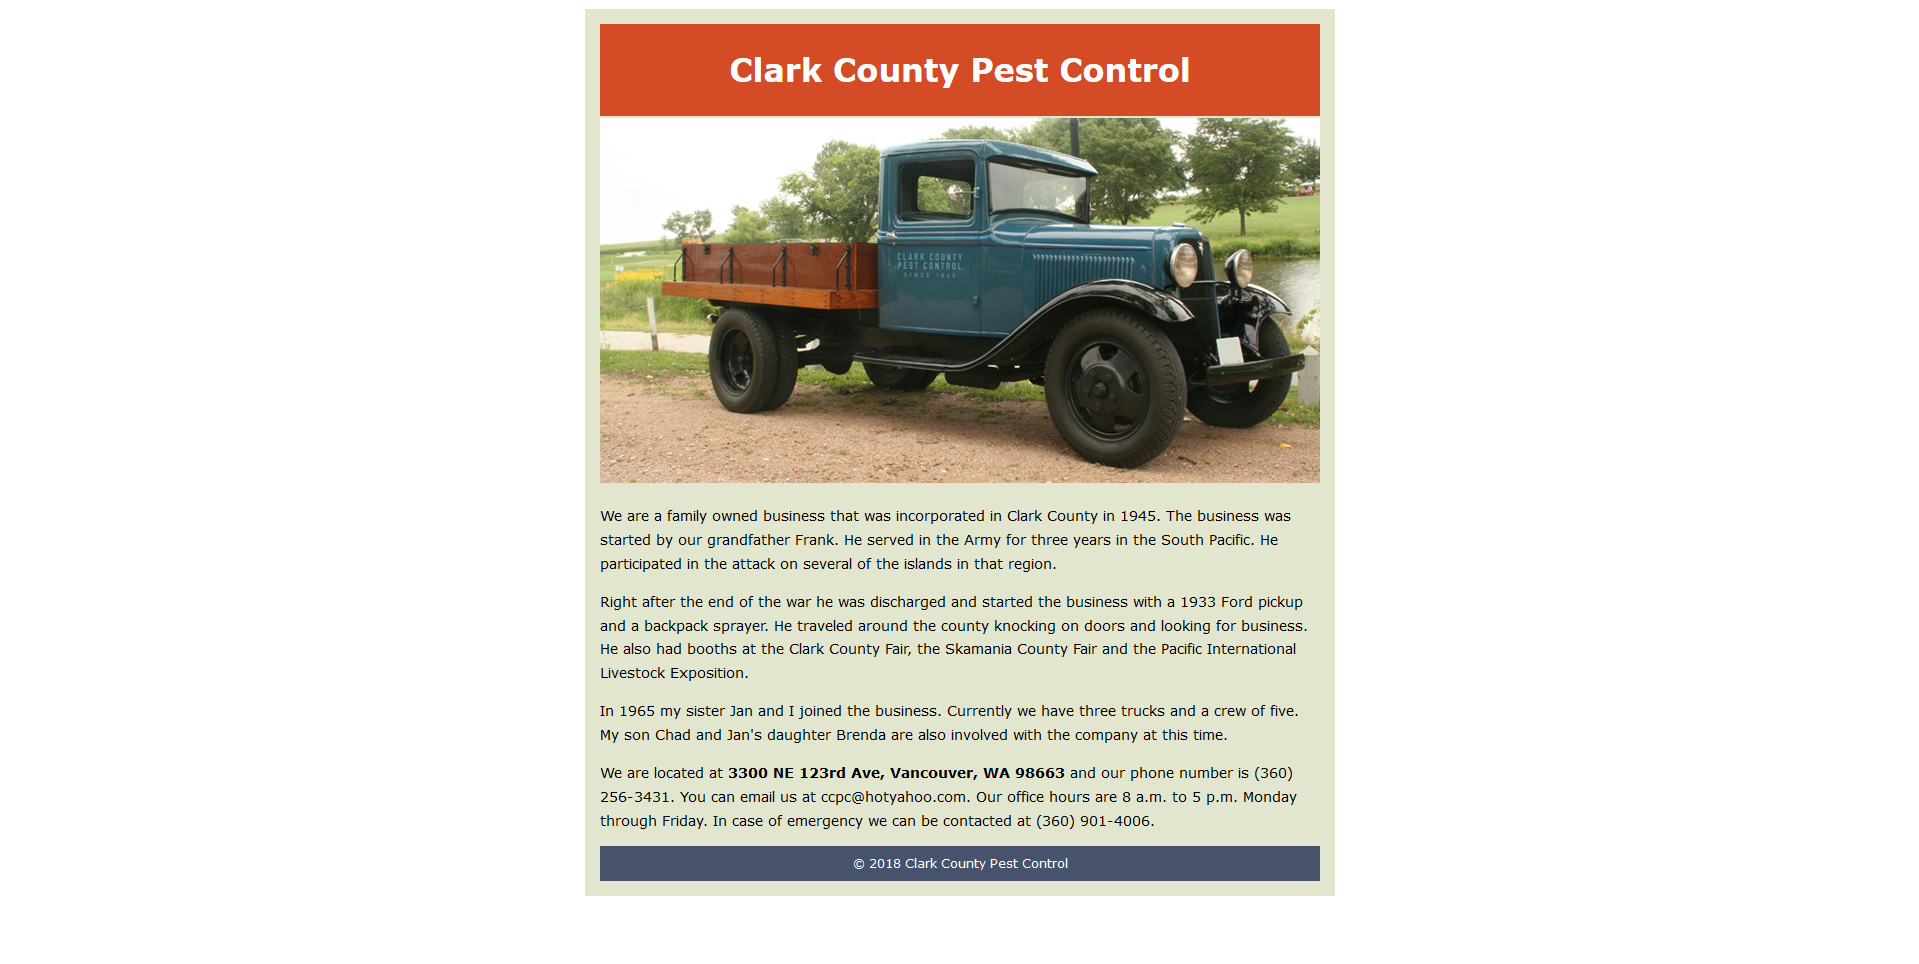 Clark County Pest Control
CLARK COUNTY
PEST CONTROL
SINCE 1945
We are a family owned business that was incorporated in Clark County in 1945. The business was
started by our grandfather Frank. He served in the Army for three years in the South Pacific. He
participated in the attack on several of the islands in that region.
Right after the end of the war he was discharged and started the business with a 1933 Ford pickup
and a backpack sprayer. He traveled around the county knocking on doors and looking for business.
He also had booths at the Clark County Fair, the Skamania County Fair and the Pacific International
Livestock Exposition.
In 1965 my sister Jan and I joined the business. Currently we have three trucks and a crew of five.
My son Chad and Jan's daughter Brenda are also involved with the company at this time.
We are located at 3300 NE 123rd Ave, Vancouver, WA 98663 and our phone number is (360)
256-3431. You can email us at ccpc@hotyahoo.com. Our office hours are 8 a.m. to 5 p.m. Monday
through Friday. In case of emergency we can be contacted at (360) 901-4006.
© 2018 Clark County Pest Control